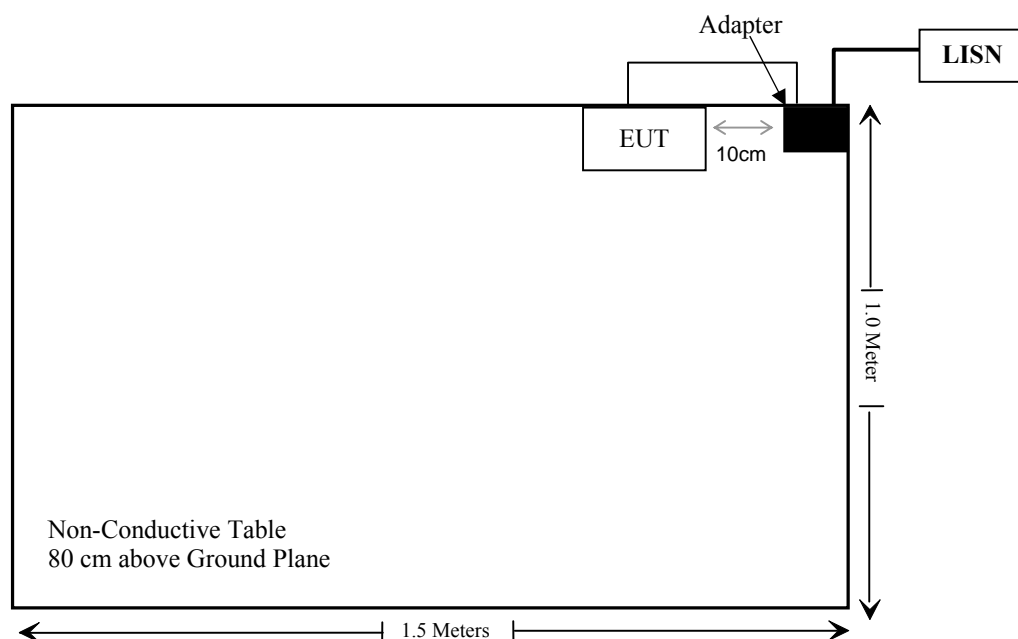 Adapter
LISN
EUT
10cm
1.0 Meter
Non-Conductive Table
80 cm above Ground Plane
1.5 Meters